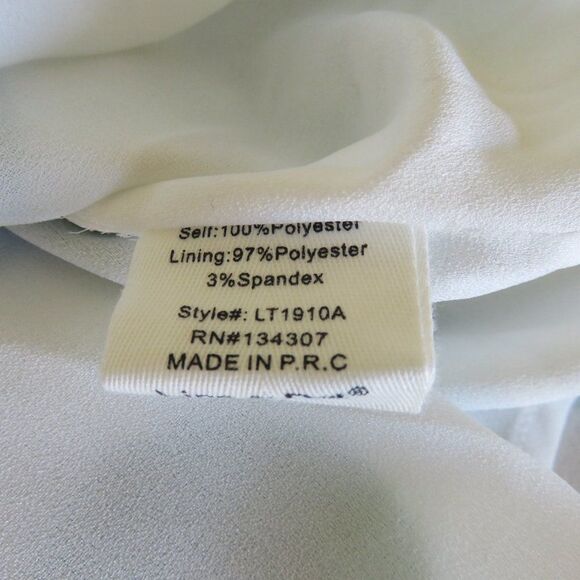 Self:100%Polyester
Lining:97%Polyester
3%Spandex
Style#: LT1910A
RN#134307
MADE IN P.R.C